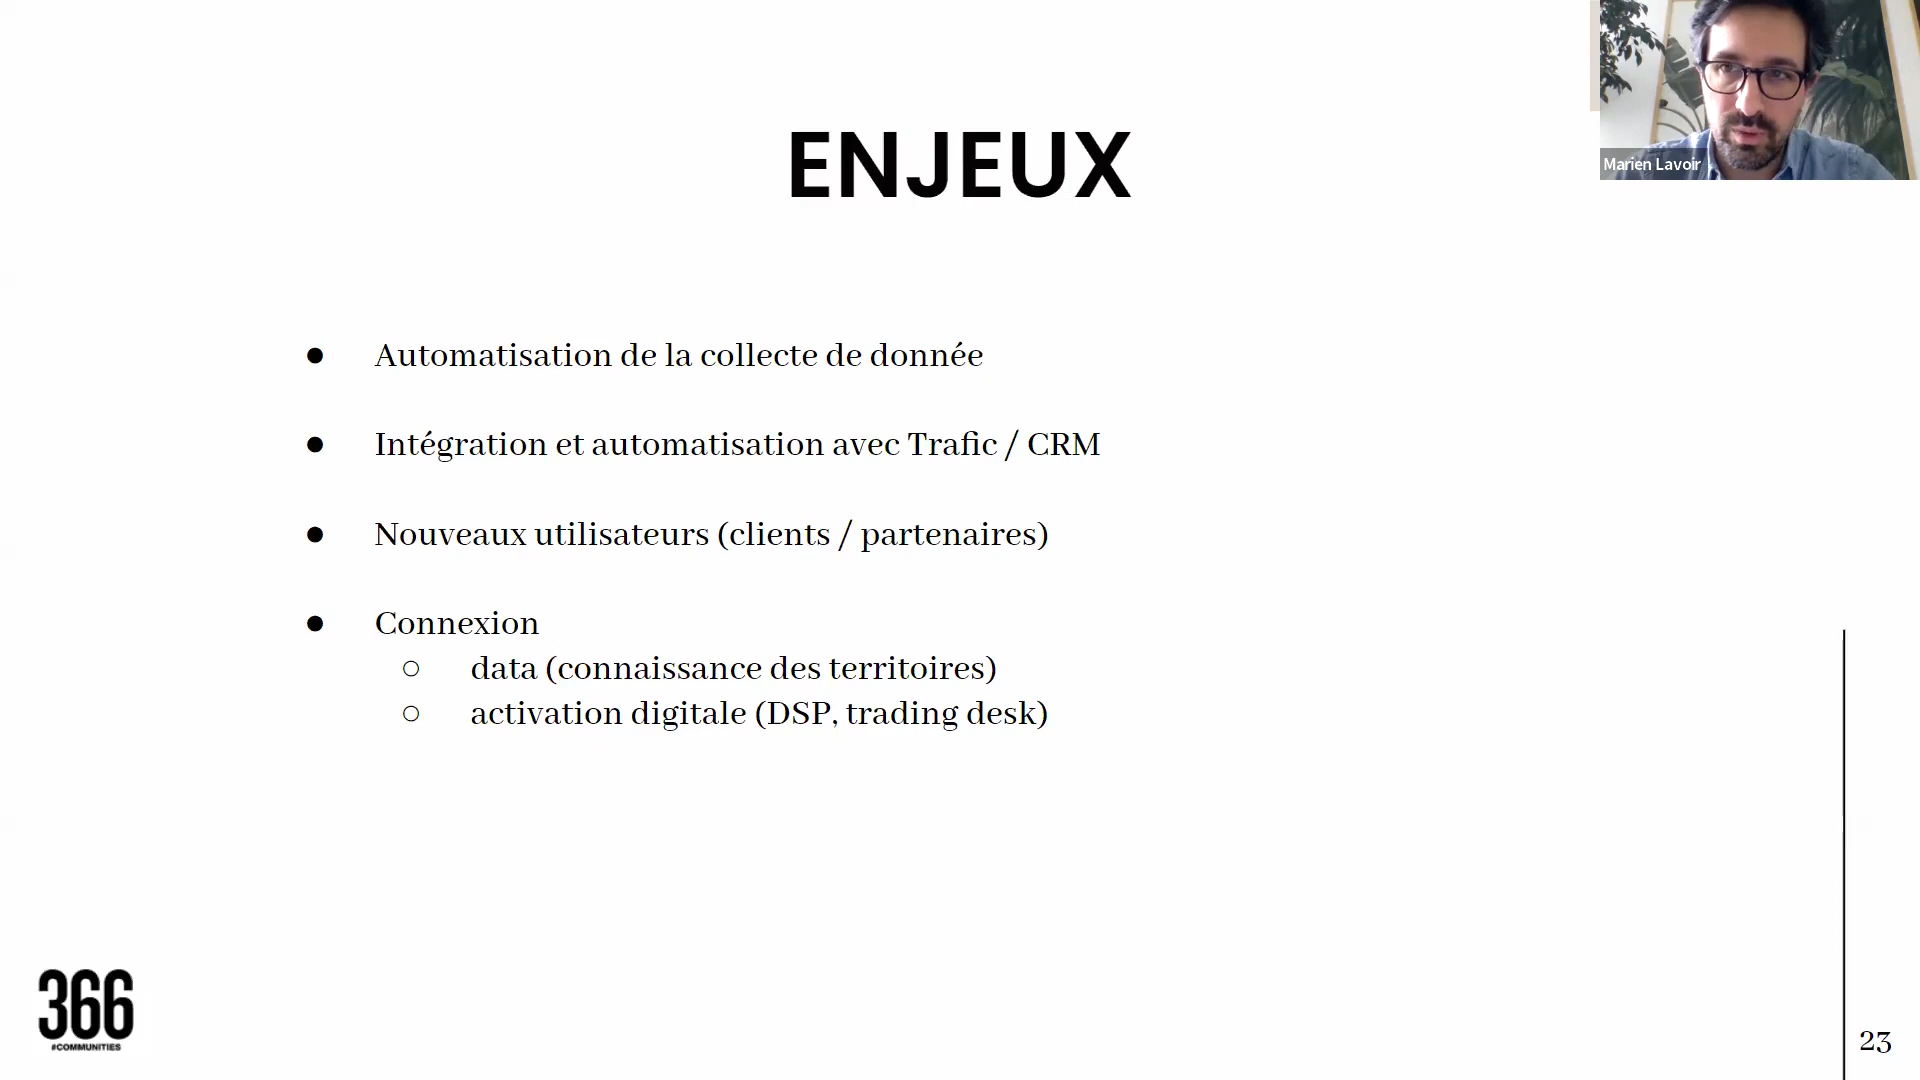 ENJEUX
Marien Lavoir
● Automatisation de la collecte de donnée
● Intégration et automatisation avec Trafic / CRM
● Nouveaux utilisateurs (clients / partenaires)
● Connexion
○ data (connaissance des territoires)
○ activation digitale (DSP, trading desk)
366
#COMMUNITIES
23